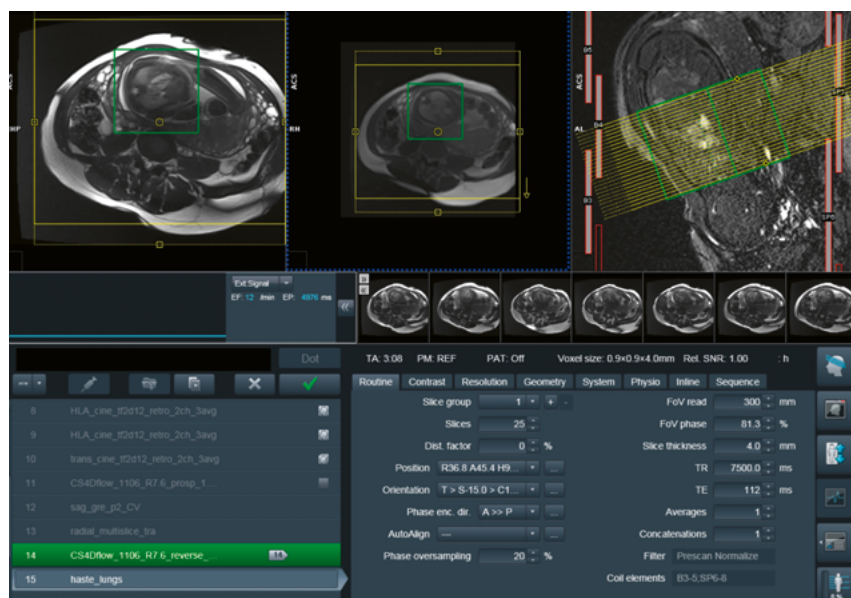 ACS
ACS
ACS
B5
HP
RH
AL
B4
B3
SP6
Ext.Signal
EF: 12 /min EP: 4976 ms
Dot
TA: 3:08 PM: REF PAT: Off Voxel size: 0.9×0.9×4.0mm Rel. SNR: 1.00 : h
Routine Contrast Resolution Geometry System Physio Inline Sequence
Slice group 1 + -
Slices 25
Dist. factor 0 %
Position R36.8 A45.4 H9... ...
Orientation T > S-15.0 > C1... ...
Phase enc. dir. A >> P ...
AutoAlign --- ...
Phase oversampling 20 %
FoV read 300 mm
FoV phase 81.3 %
Slice thickness 4.0 mm
TR 7500.0 ms
TE 112 ms
Averages 1
Concatenations 1
Filter Prescan Normalize
Coil elements B3-5;SP6-8
8 HLA_cine_tf2d12_retro_2ch_3avg
9 HLA_cine_tf2d12_retro_2ch_3avg
10 trans_cine_tf2d12_retro_2ch_3avg
11 CS4Dflow_1106_R7.6_prosp_1...
12 sag_gre_p2_CV
13 radial_multislice_tra
14 CS4Dflow_1106_R7.6_reverse_... 14
15 haste_lungs